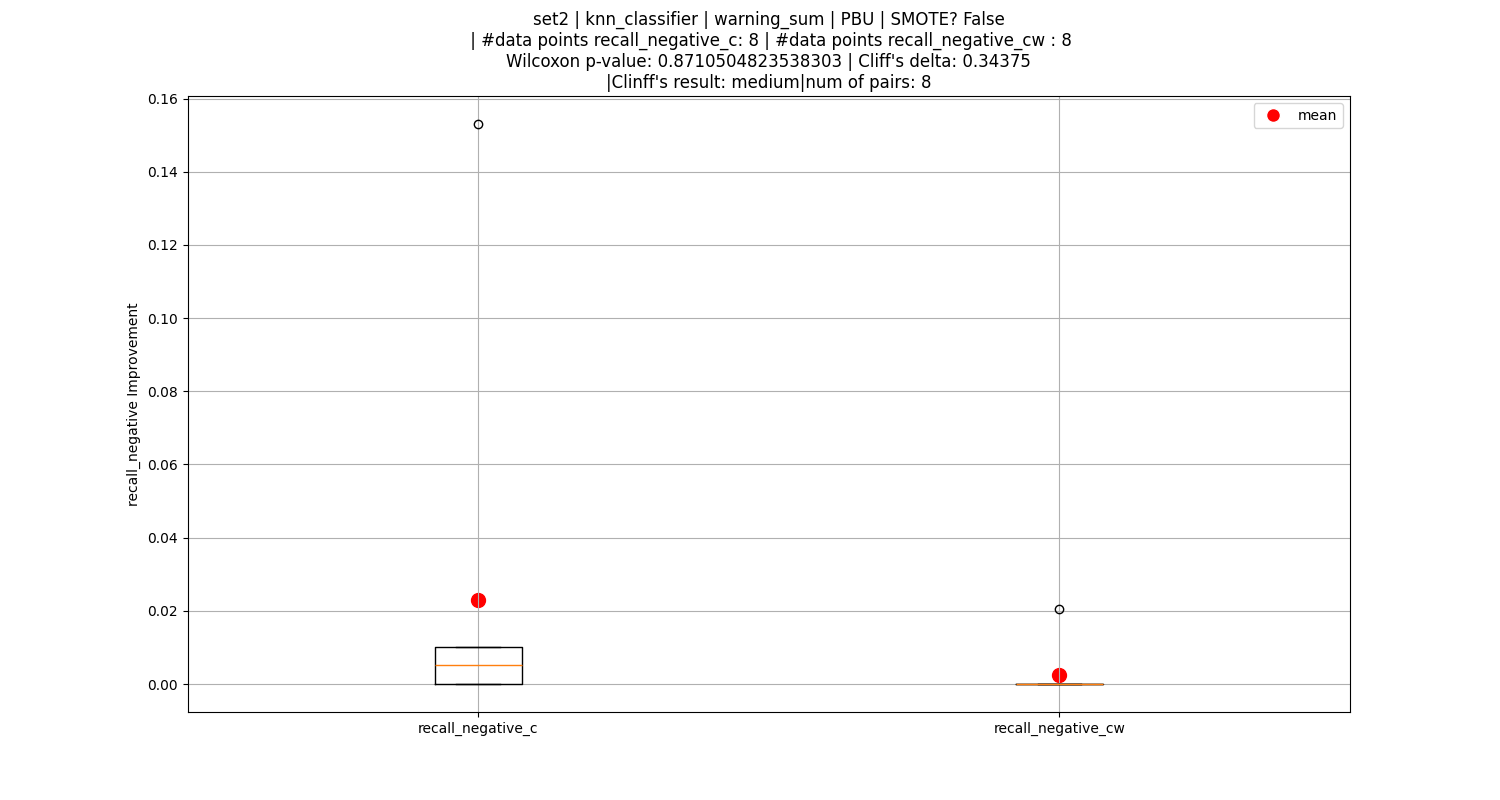 set2 | knn_classifier | warning_sum | PBU | SMOTE? False
| #data points recall_negative_c: 8 | #data points recall_negative_cw : 8
Wilcoxon p-value: 0.8710504823538303 | Cliff's delta: 0.34375
|Clinff's result: medium|num of pairs: 8
mean
0.16
0.14
0.12
0.10
0.08
0.06
0.04
0.02
0.00
recall_negative Improvement
recall_negative_c
recall_negative_cw